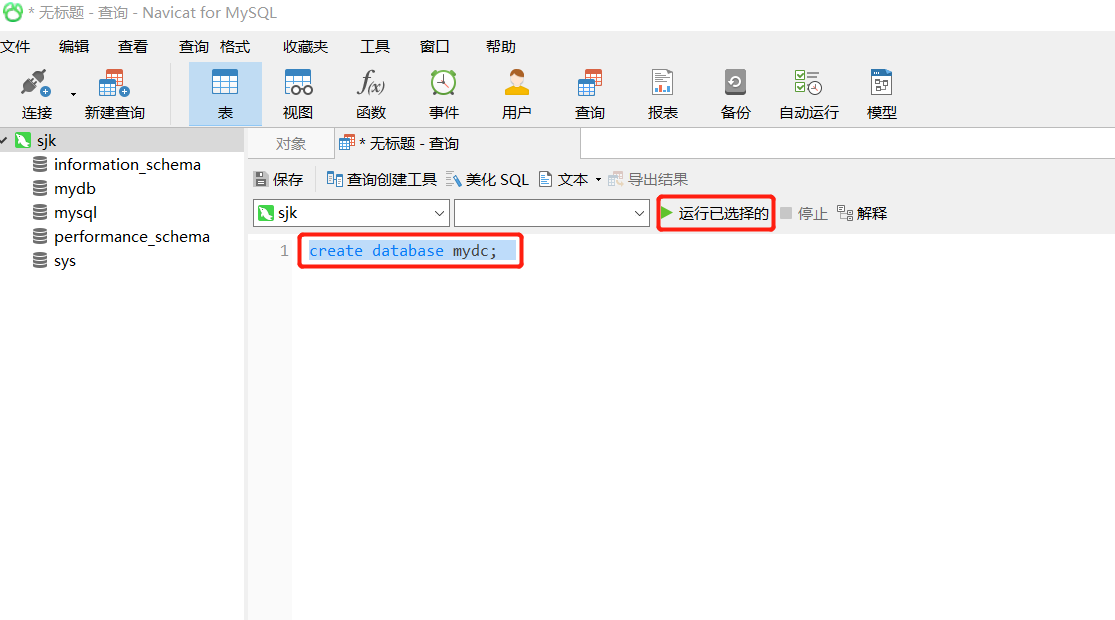 * 无标题 - 查询 - Navicat for MySQL
文件 编辑 查看 查询 格式 收藏夹 工具 窗口 帮助
连接 新建查询 表 视图 函数 事件 用户 查询 报表 备份 自动运行 模型
f(x)
sjk
information_schema
mydb
mysql
performance_schema
sys
对象 * 无标题 - 查询
保存 查询创建工具 美化 SQL 文本 导出结果
sjk 运行已选择的 停止 解释
1 create database mydc;